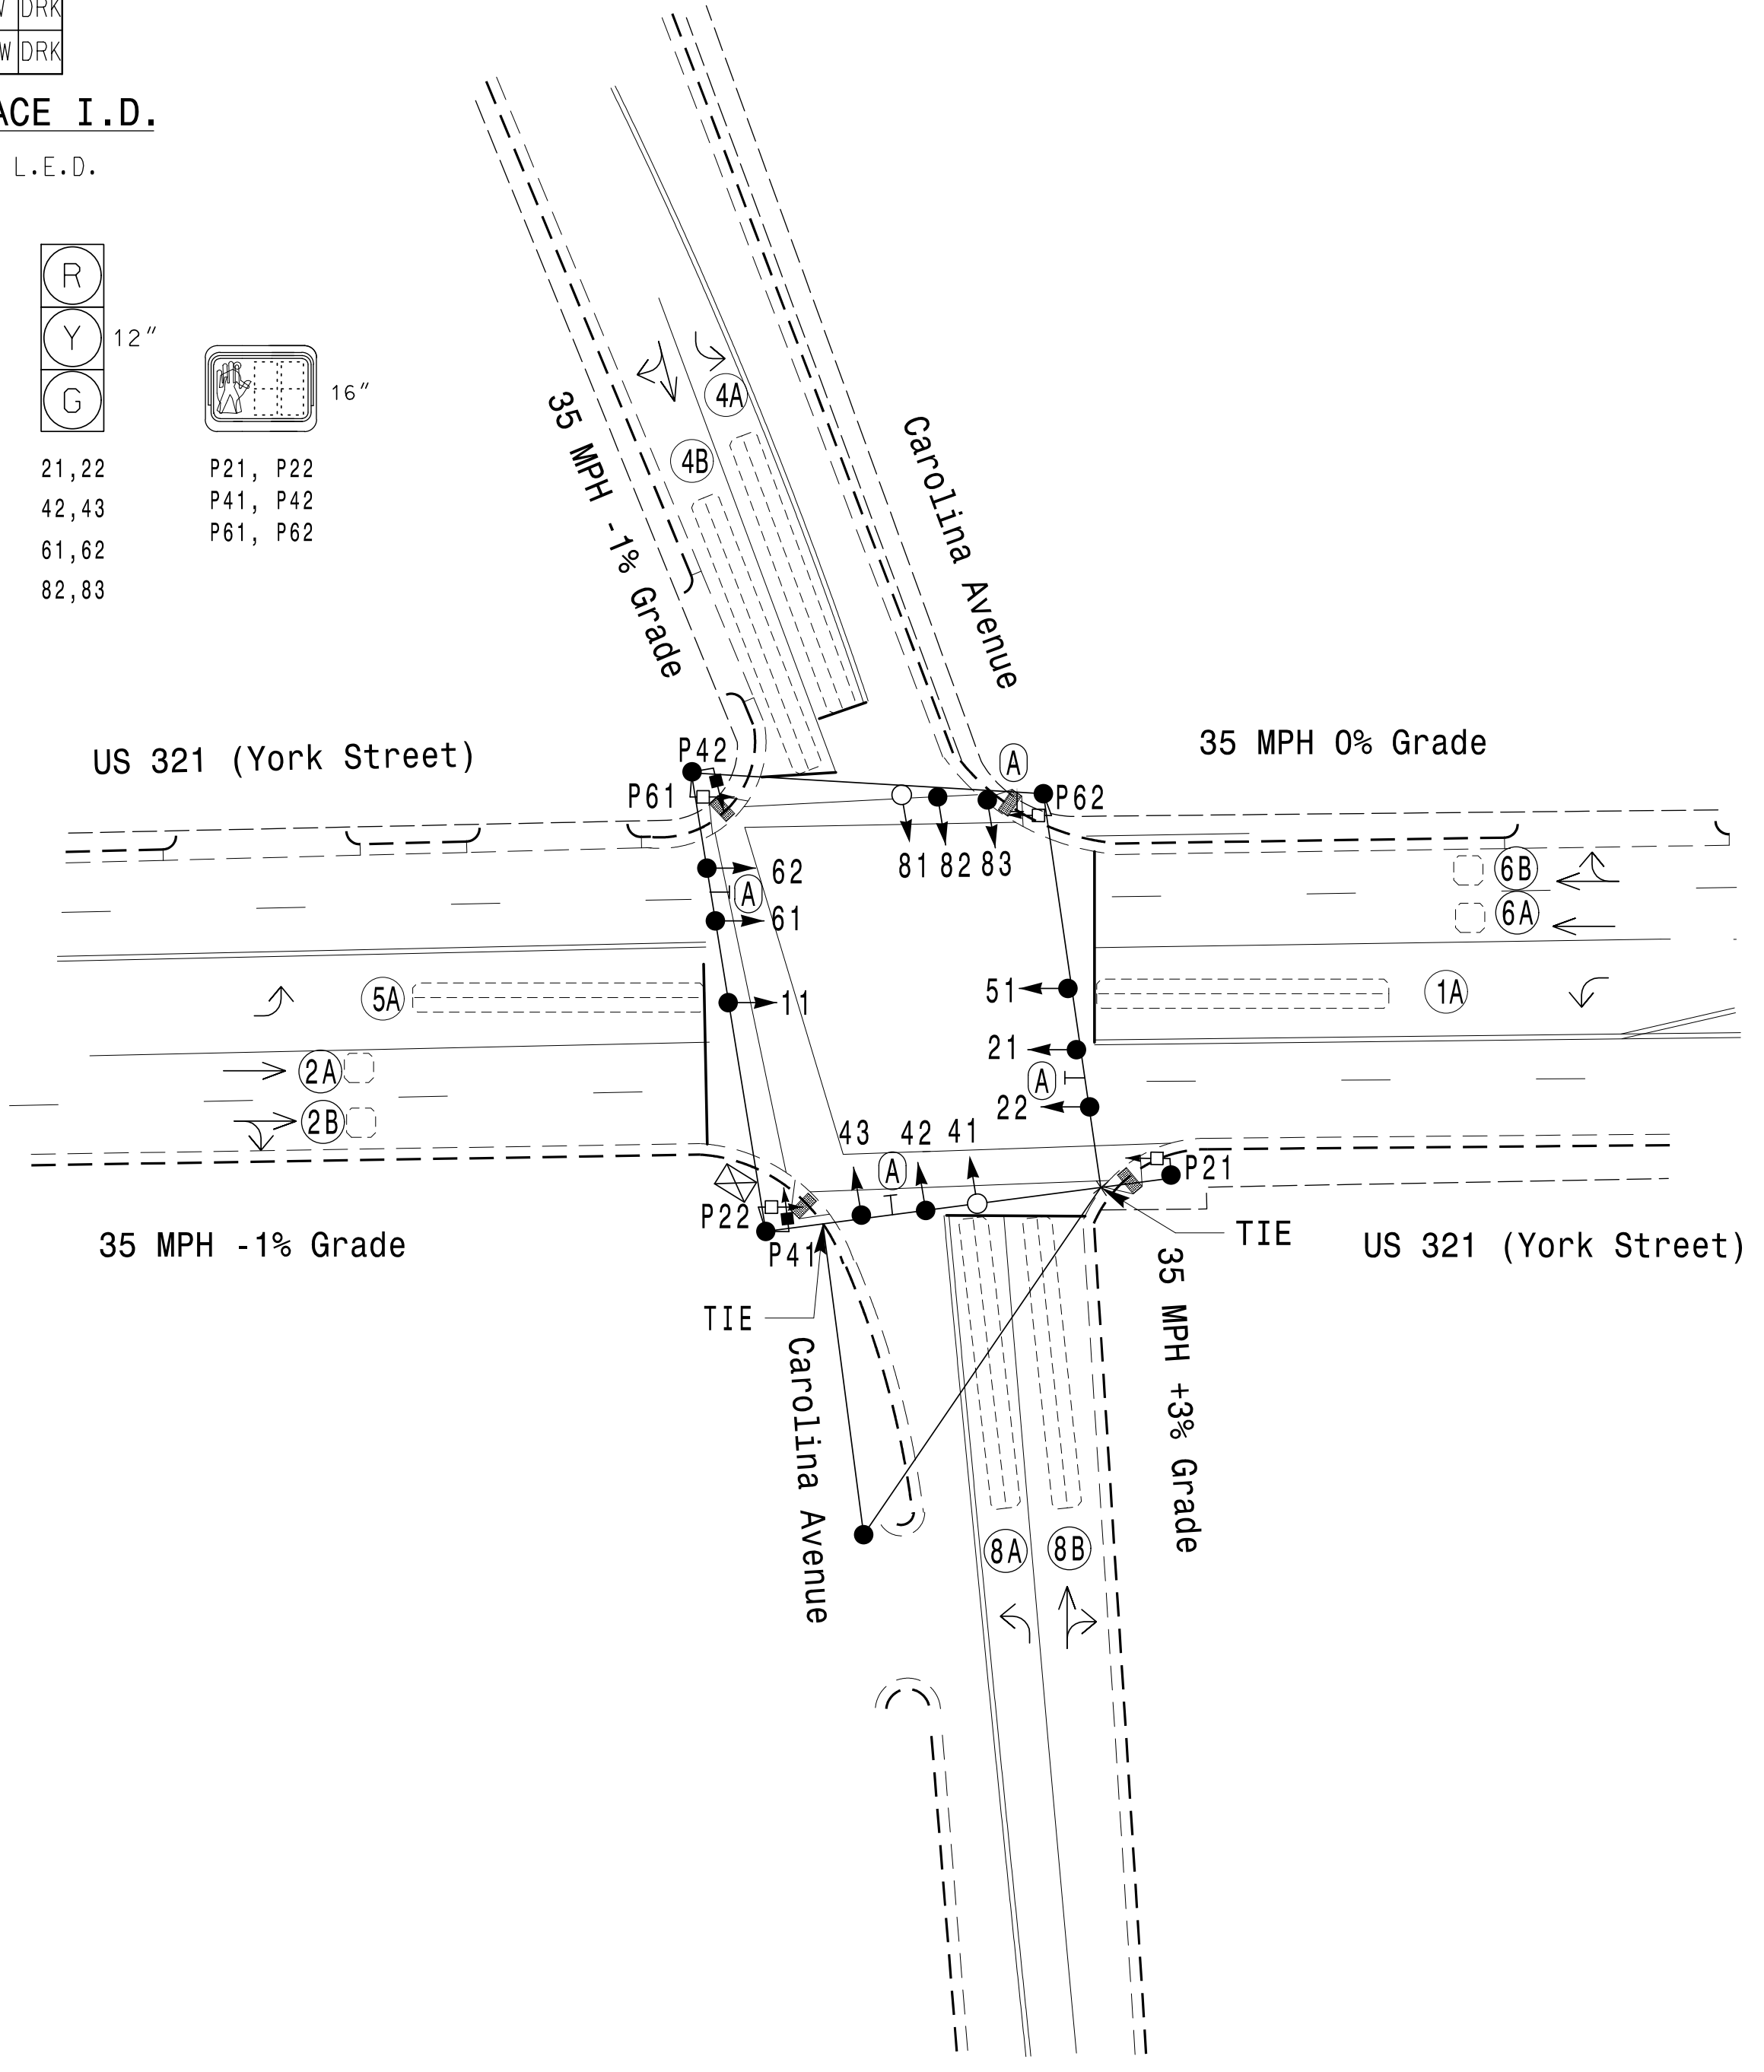 DRK
W DRK
ACE I.D.
L.E.D.
R
Y 12"
G
16"
21,22
42,43
61,62
82,83
P21, P22
P41, P42
P61, P62
4A
4B
35 MPH -1% Grade
Carolina Avenue
US 321 (York Street)
35 MPH 0% Grade
P42
A
P61
P62
62
A
61
81 82 83
6B
6A
5A
11
51
1A
2A
21
A
2B
22
43 42 41
A
P21
P22
P41
TIE
35 MPH -1% Grade
US 321 (York Street)
TIE
35 MPH +3% Grade
Carolina Avenue
8A 8B